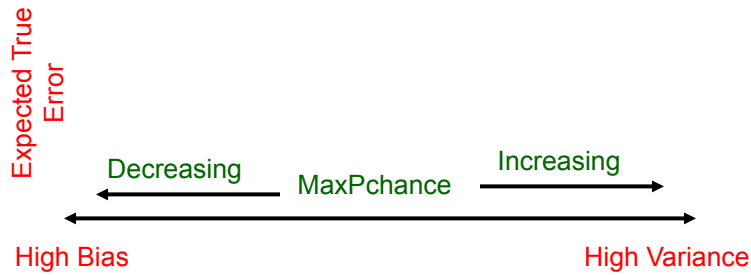 Expected True
Error
Decreasing
MaxPchance
Increasing
High Bias
High Variance